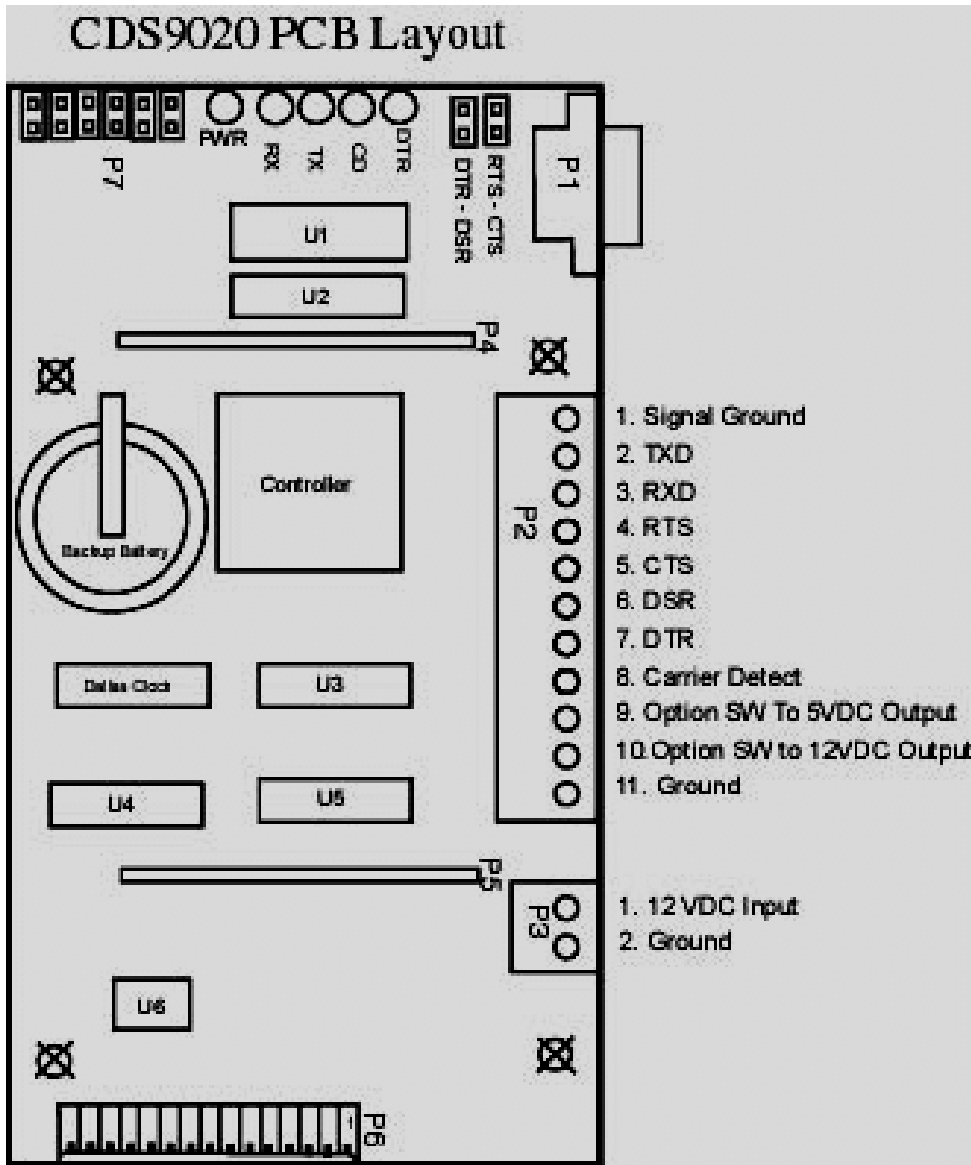 CDS9020 PCB Layout
P7
PWR
RX
TX
CD
DTR
DTR - DSR
RTS - CTS
P1
U1
U2
P4
Backup Battery
Controller
P2
1. Signal Ground
2. TXD
3. RXD
4. RTS
5. CTS
6. DSR
7. DTR
8. Carrier Detect
9. Option SW To 5VDC Output
10.Option SW to 12VDC Output
11. Ground
Dallas Clock
U3
U4
U5
P5
P3
1. 12 VDC Input
2. Ground
U6
P6